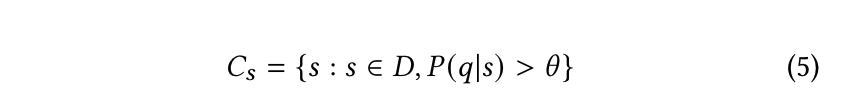 C_s = {s : s ∈ D, P(q|s) > θ} (5)